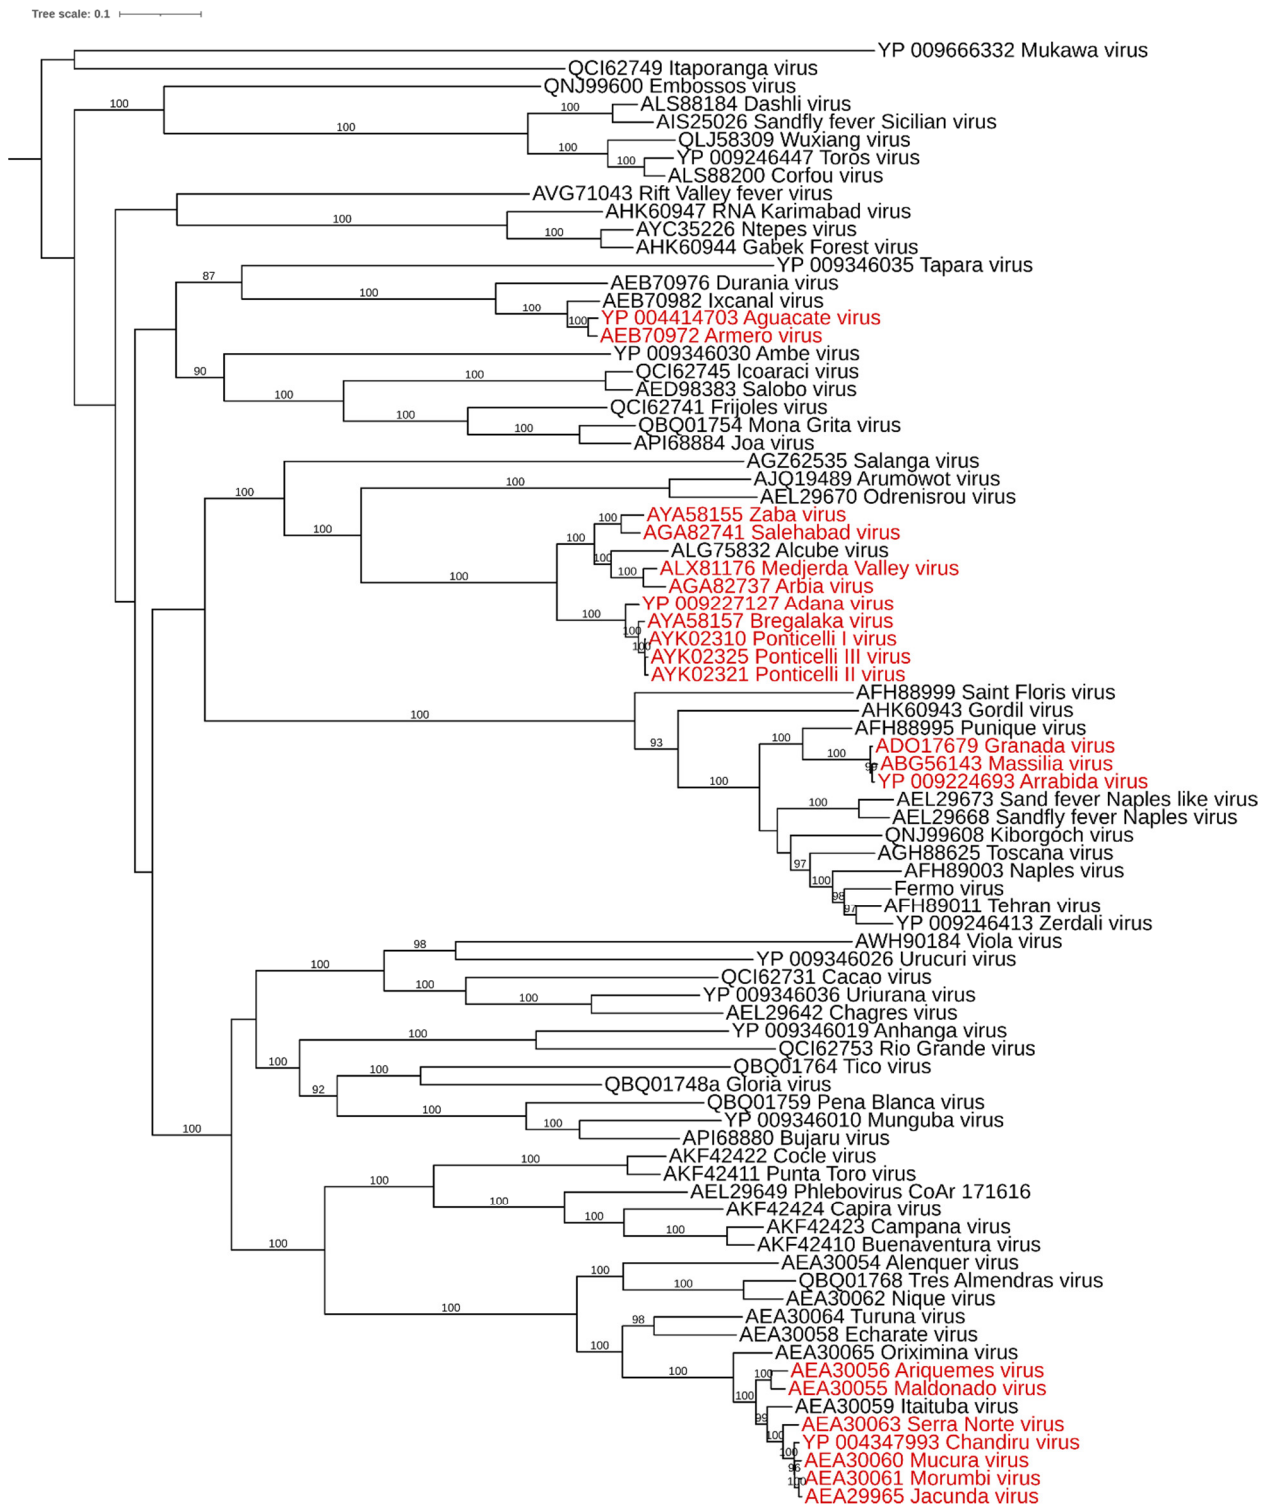 Tree scale: 0.1
YP 009666332 Mukawa virus
QCI62749 Itaporanga virus
QNJ99600 Embossos virus
100
ALS88184 Dashli virus
100
AIS25026 Sandfly fever Sicilian virus
100
QLJ58309 Wuxiang virus
100
YP 009246447 Toros virus
100
ALS88200 Corfou virus
AVG71043 Rift Valley fever virus
AHK60947 RNA Karimabad virus
100
AYC35226 Ntepes virus
100
AHK60944 Gabek Forest virus
YP 009346035 Tapara virus
87
AEB70976 Durania virus
100
AEB70982 Ixcanal virus
100
YP 004414703 Aguacate virus
100
AEB70972 Armero virus
YP 009346030 Ambe virus
90
QCI62745 Icoaraci virus
100
AED98383 Salobo virus
100
QCI62741 Frijoles virus
100
QBQ01754 Mona Grita virus
100
API68884 Joa virus
AGZ62535 Salanga virus
AJQ19489 Arumowot virus
100
100
AEL29670 Odrenisrou virus
AYA58155 Zaba virus
100
100
AGA82741 Salehabad virus
100
ALG75832 Alcube virus
100
ALX81176 Medjerda Valley virus
100
100
AGA82737 Arbia virus
YP 009227127 Adana virus
100
AYA58157 Bregalaka virus
100
AYK02310 Ponticelli I virus
100
AYK02325 Ponticelli III virus
AYK02321 Ponticelli II virus
AFH88999 Saint Floris virus
AHK60943 Gordil virus
100
AFH88995 Punique virus
93
100
ADO17679 Granada virus
100
ABG56143 Massilia virus
YP 009224693 Arrabida virus
100
AEL29673 Sand fever Naples like virus
100
AEL29668 Sandfly fever Naples virus
QNJ99608 Kiborgoch virus
AGH88625 Toscana virus
97
AFH89003 Naples virus
100
Fermo virus
98
AFH89011 Tehran virus
97
YP 009246413 Zerdali virus
AWH90184 Viola virus
98
YP 009346026 Urucuri virus
100
QCI62731 Cacao virus
100
YP 009346036 Uriurana virus
100
AEL29642 Chagres virus
YP 009346019 Anhanga virus
100
QCI62753 Rio Grande virus
100
QBQ01764 Tico virus
100
QBQ01748a Gloria virus
92
QBQ01759 Pena Blanca virus
100
YP 009346010 Munguba virus
100
API68880 Bujaru virus
100
AKF42422 Cocle virus
100
AKF42411 Punta Toro virus
100
AEL29649 Phlebovirus CoAr 171616
100
AKF42424 Capira virus
100
AKF42423 Campana virus
100
AKF42410 Buenaventura virus
100
AEA30054 Alenquer virus
100
QBQ01768 Tres Almendras virus
100
AEA30062 Nique virus
100
AEA30064 Turuna virus
98
AEA30058 Echarate virus
100
AEA30065 Oriximina virus
100
AEA30056 Ariquemes virus
100
AEA30055 Maldonado virus
100
AEA30059 Itaituba virus
99
AEA30063 Serra Norte virus
100
YP 004347993 Chandiru virus
100
AEA30060 Mucura virus
96
AEA30061 Morumbi virus
100
AEA29965 Jacunda virus